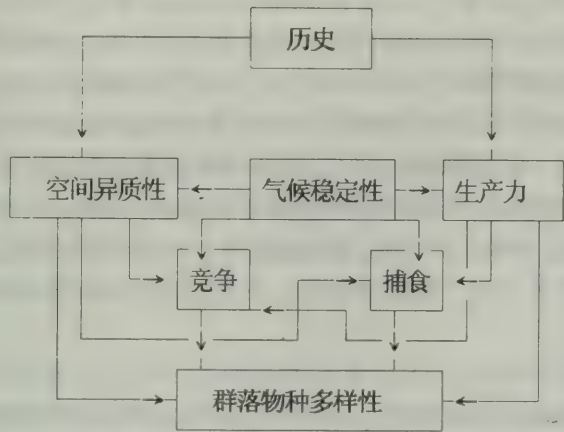 历史
空间异质性
气候稳定性
生产力
竞争
捕食
群落物种多样性